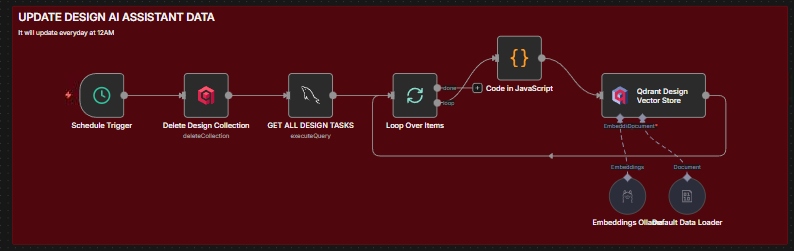 UPDATE DESIGN AI ASSISTANT DATA
It will update everyday at 12AM
Schedule Trigger
Delete Design Collection
deleteCollection
GET ALL DESIGN TASKS
executeQuery
Loop Over Items
done
loop
{}
Code in JavaScript
Qdrant Design
Vector Store
Document*
Embeddings
Document
Embeddings
Default Data Loader